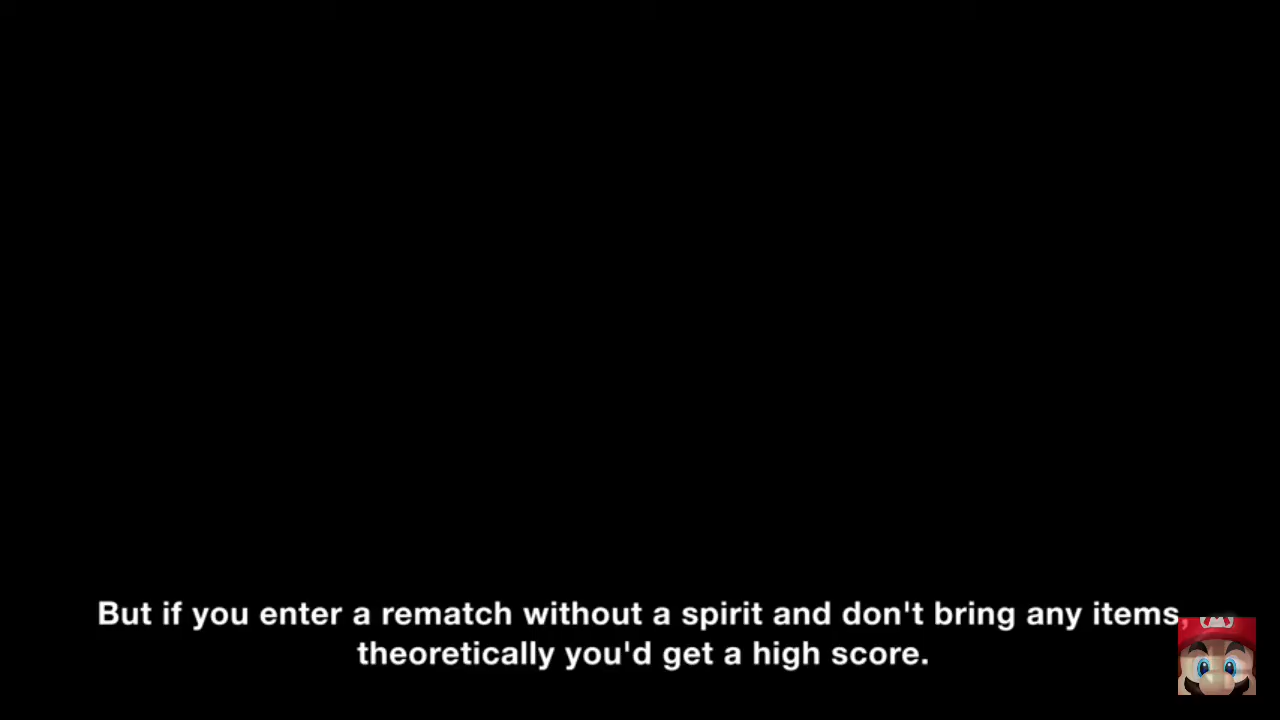 But if you enter a rematch without a spirit and don't bring any items,
theoretically you'd get a high score.
M